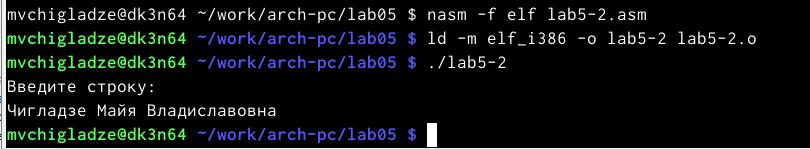 mvchigladze@dk3n64 ~/work/arch-pc/lab05 $ nasm -f elf lab5-2.asm
mvchigladze@dk3n64 ~/work/arch-pc/lab05 $ ld -m elf_i386 -o lab5-2 lab5-2.o
mvchigladze@dk3n64 ~/work/arch-pc/lab05 $ ./lab5-2
Введите строку:
Чигладзе Майя Владиславовна
mvchigladze@dk3n64 ~/work/arch-pc/lab05 $